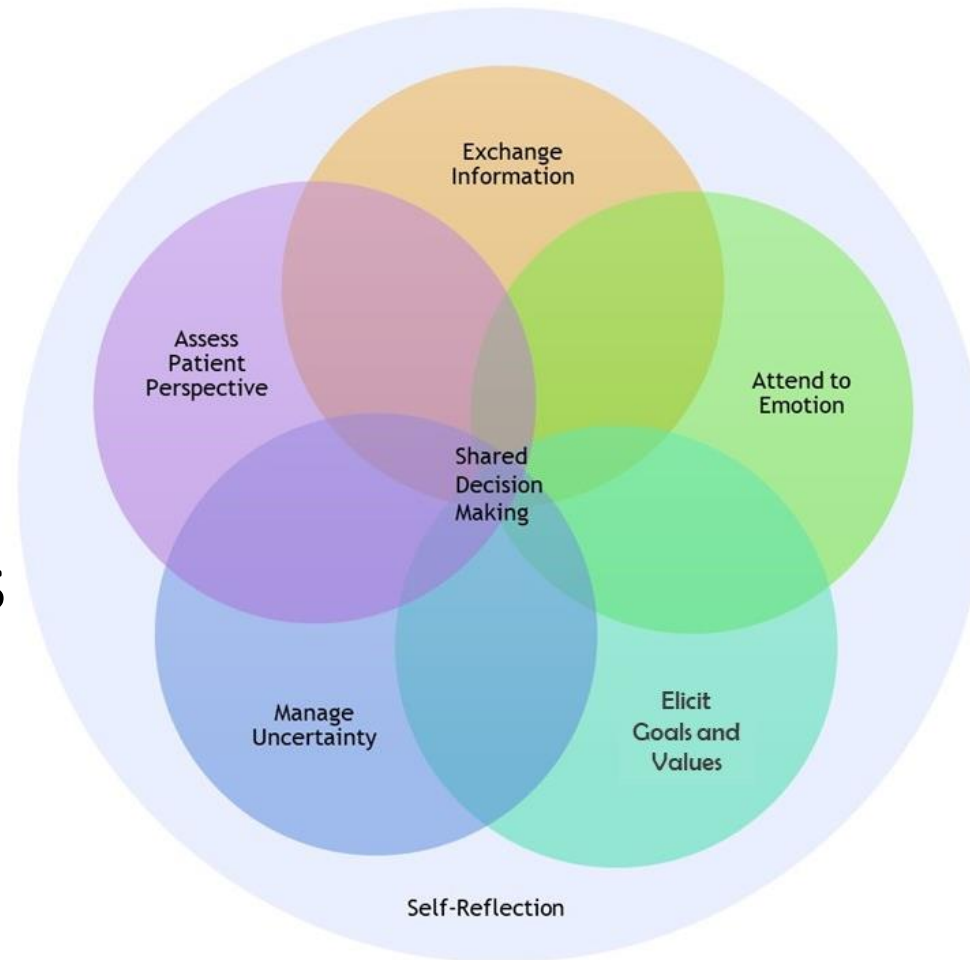 Exchange
Information
Assess
Patient
Perspective
Attend to
Emotion
Shared
Decision
Making
s
Manage
Uncertainty
Elicit
Goals and
Values
Self-Reflection